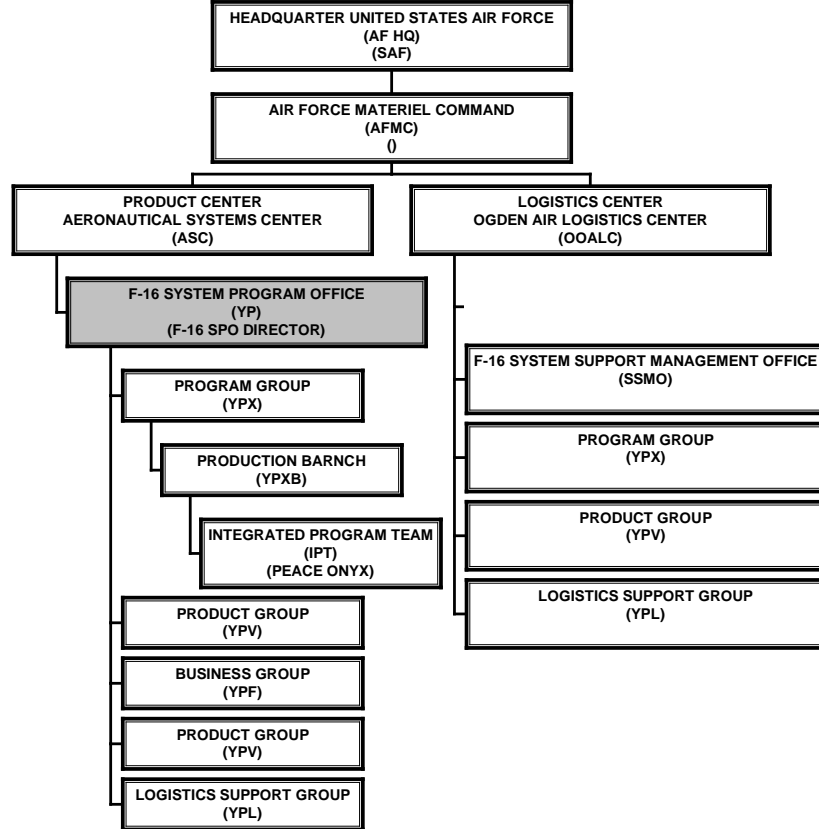 HEADQUARTER UNITED STATES AIR FORCE
(AF HQ)
(SAF)
AIR FORCE MATERIEL COMMAND
(AFMC)
()
PRODUCT CENTER
AERONAUTICAL SYSTEMS CENTER
(ASC)
LOGISTICS CENTER
OGDEN AIR LOGISTICS CENTER
(OOALC)
F-16 SYSTEM PROGRAM OFFICE
(YP)
(F-16 SPO DIRECTOR)
PROGRAM GROUP
(YPX)
PRODUCTION BARNCH
(YPXB)
INTEGRATED PROGRAM TEAM
(IPT)
(PEACE ONYX)
PRODUCT GROUP
(YPV)
BUSINESS GROUP
(YPF)
PRODUCT GROUP
(YPV)
LOGISTICS SUPPORT GROUP
(YPL)
F-16 SYSTEM SUPPORT MANAGEMENT OFFICE
(SSMO)
PROGRAM GROUP
(YPX)
PRODUCT GROUP
(YPV)
LOGISTICS SUPPORT GROUP
(YPL)